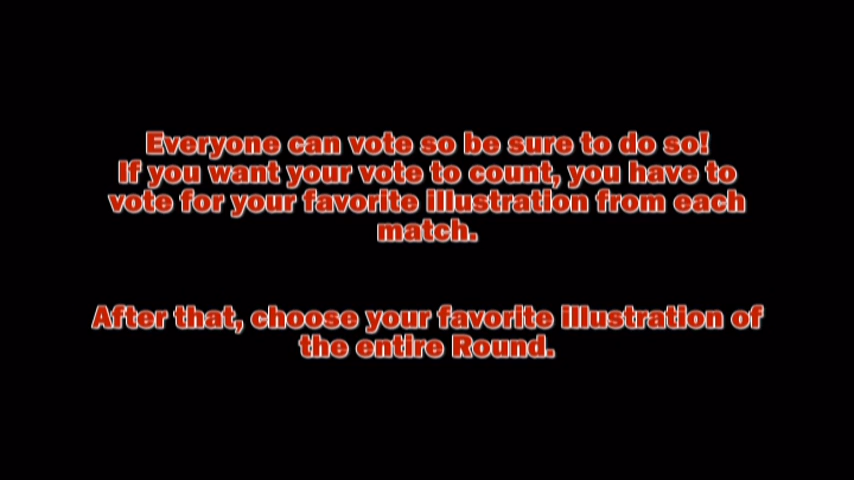 Everyone can vote so be sure to do so!
If you want your vote to count, you have to
vote for your favorite illustration from each
match.
After that, choose your favorite illustration of
the entire Round.